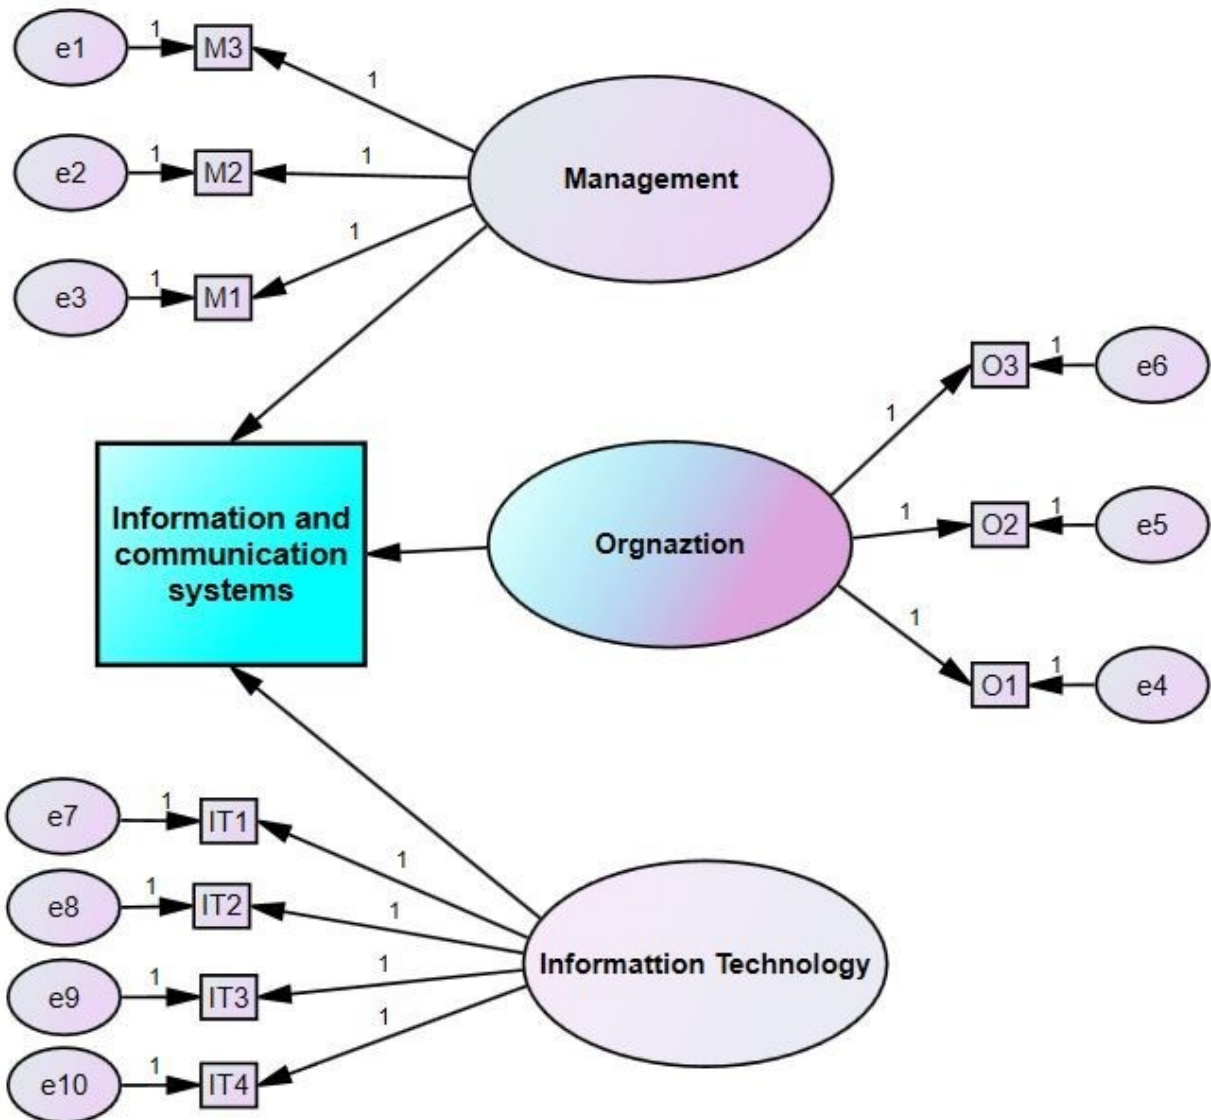 e1
1
M3
1
e2
1
M2
1
Management
1
e3
1
M1
O3
1
e6
1
Information and
communication
systems
Orgnaztion
1
O2
1
e5
1
O1
1
e4
e7
1
IT1
1
e8
1
IT2
1
Informattion Technology
e9
1
IT3
1
1
e10
1
IT4